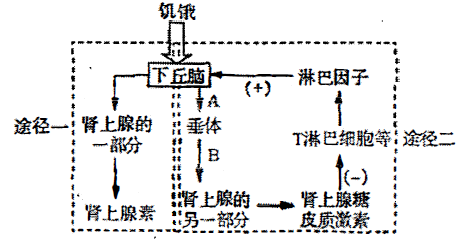 饥饿
下丘脑
淋巴因子
(+)
A
肾上腺的
一部分
垂体
途径一
T淋巴细胞等
途径二
B
(-)
肾上腺素
肾上腺的
另一部分
肾上腺糖
皮质激素